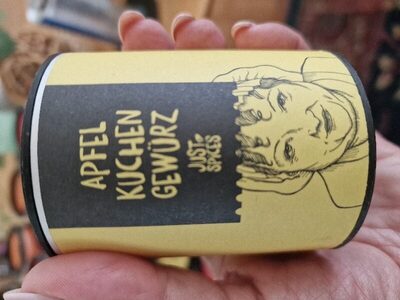 APFEL
KUCHEN
GEWÜRZ
JUST
SPICES